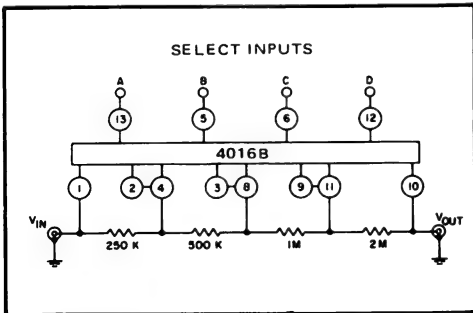 SELECT INPUTS
A B C D
13 5 6 12
4016B
1 2 4 3 8 9 11 10
VIN VOUT
250 K 500 K 1M 2M